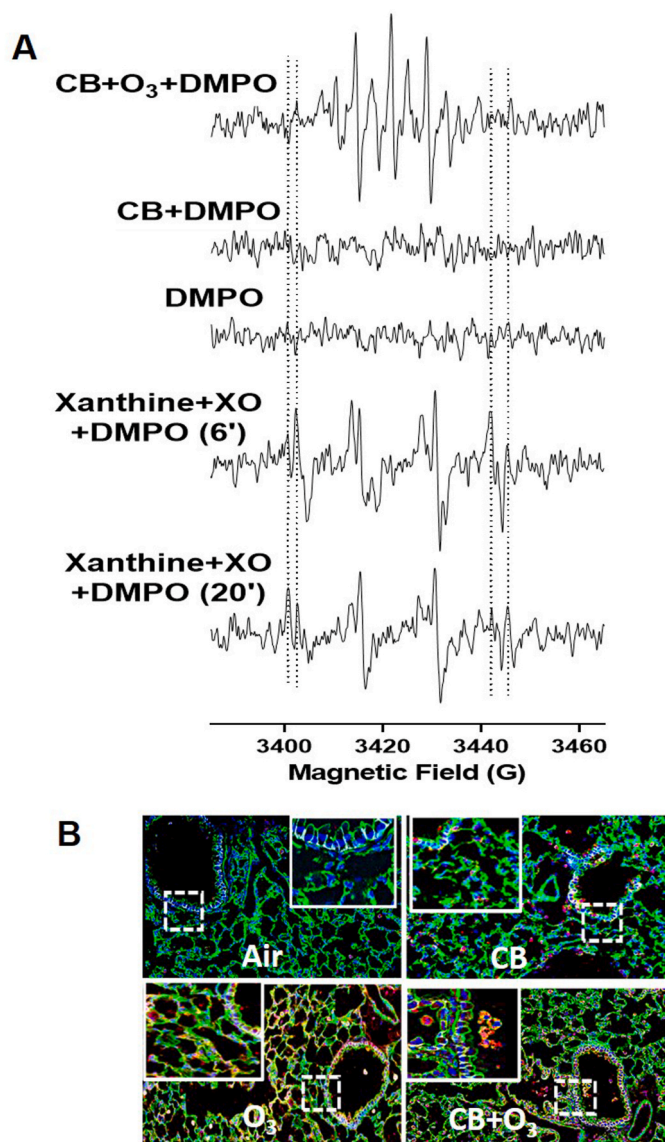 A
CB+O₃+DMPO
CB+DMPO
DMPO
Xanthine+XO
+DMPO (6')
Xanthine+XO
+DMPO (20')
3400 3420 3440 3460
Magnetic Field (G)
B
Air
CB
O₃
CB+O₃